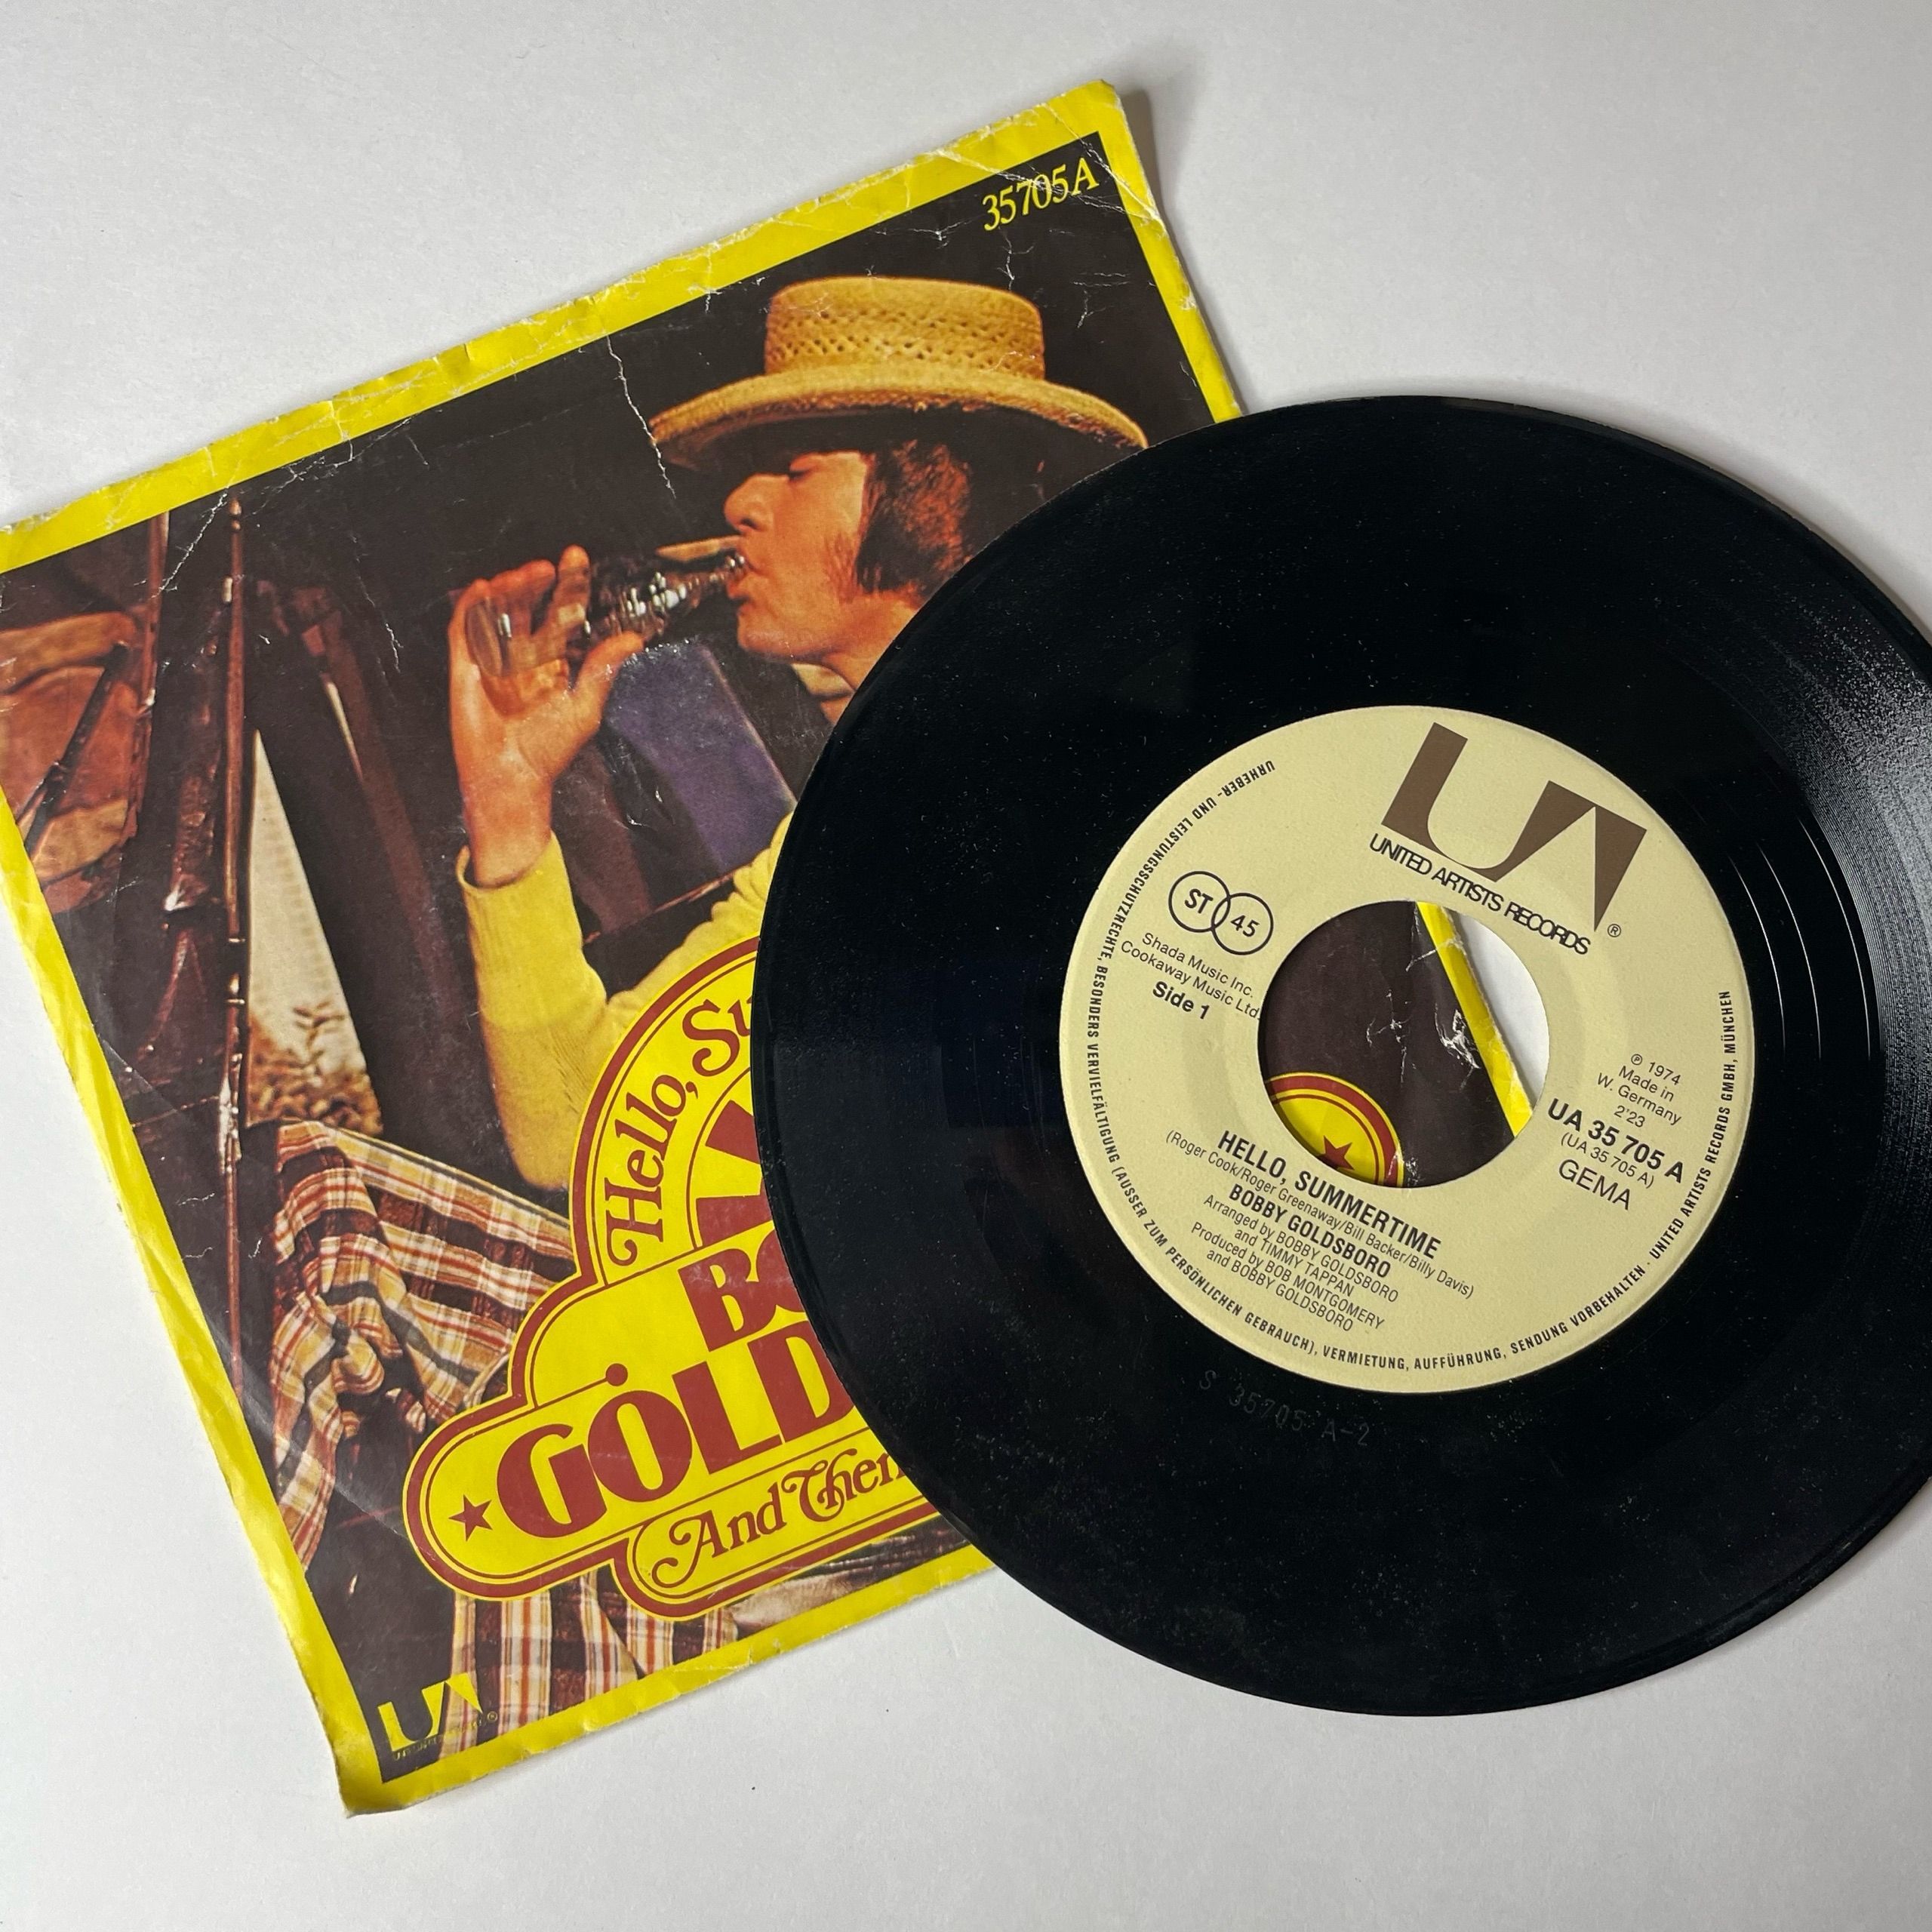 35705A
Hello, Su
BO
GOLD
And Then
UA
UNITED ARTISTS RECORDS
®
ST 45
Shada Music Inc.
Cookaway Music Ltd.
Side 1
℗ 1974
Made in
W. Germany
2'23
UA 35 705 A
(UA 35 705 A)
GEMA
HELLO, SUMMERTIME
(Roger Cook/Roger Greenaway/Bill Backer/Billy Davis)
BOBBY GOLDSBORO
Arranged by BOBBY GOLDSBORO
and TIMMY TAPPAN
Produced by BOB MONTGOMERY
and BOBBY GOLDSBORO
URHEBER- UND LEISTUNGSSCHUTZRECHTE, BESONDERS VERVIELFÄLTIGUNG (AUSSER ZUM PERSÖNLICHEN GEBRAUCH), VERMIETUNG, AUFFÜHRUNG, SENDUNG VORBEHALTEN · UNITED ARTISTS RECORDS GMBH, MÜNCHEN
S 35705 A-2
UA